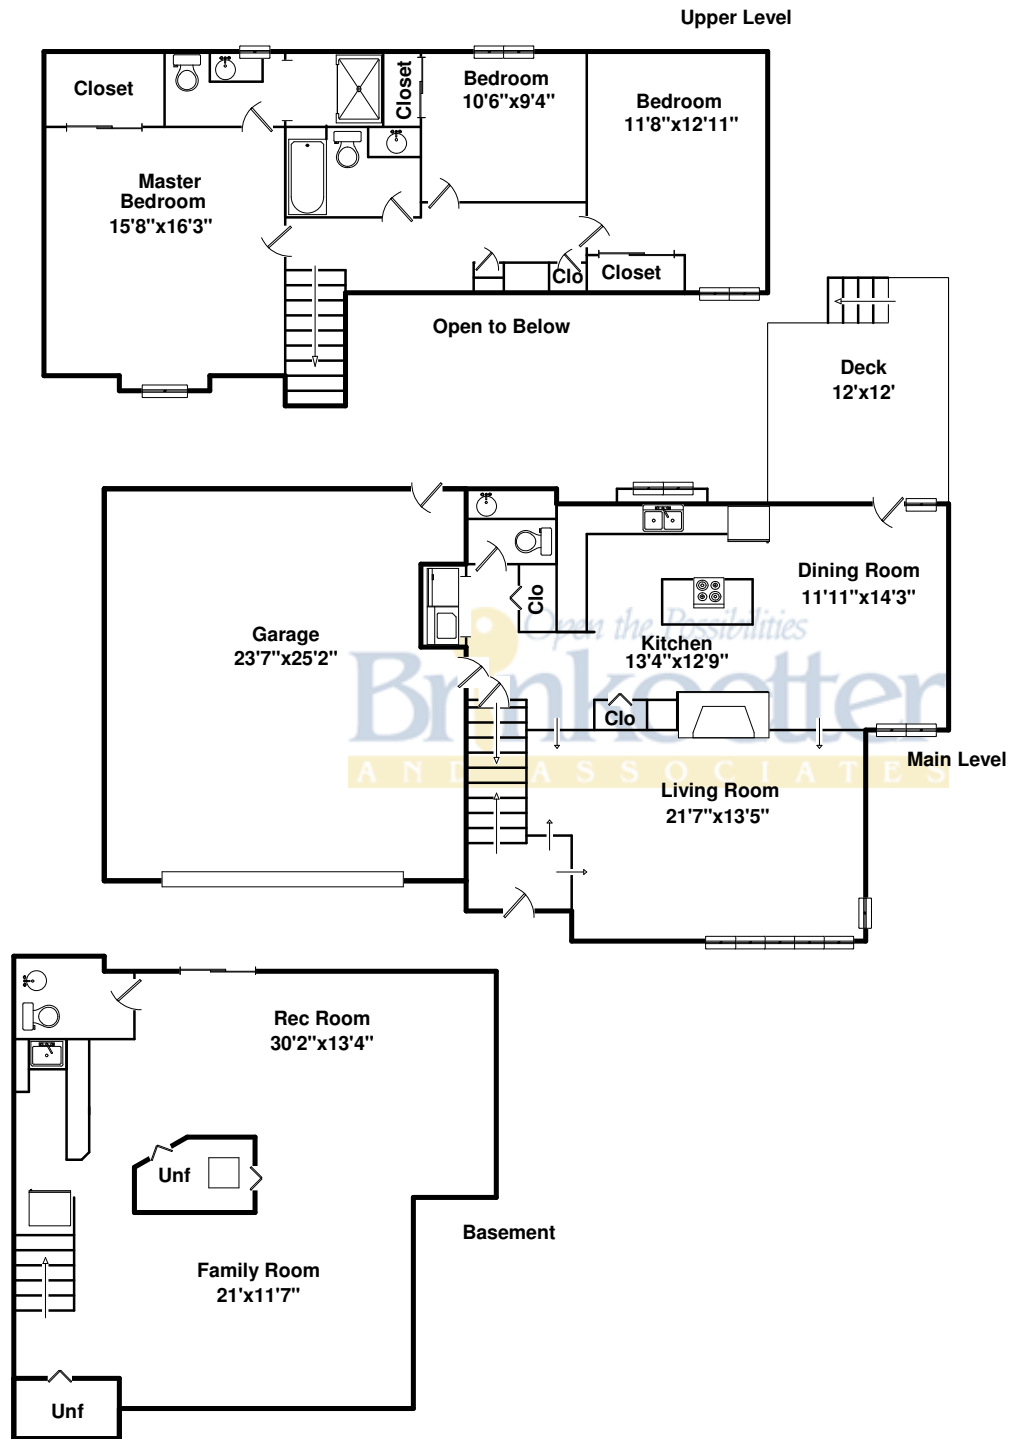 Upper Level
Closet
Closet
Bedroom
10'6"x9'4"
Bedroom
11'8"x12'11"
Master
Bedroom
15'8"x16'3"
Clo
Closet
Open to Below
Deck
12'x12'
Garage
23'7"x25'2"
Clo
Dining Room
11'11"x14'3"
Open the Possibilities
Kitchen
13'4"x12'9"
Brinkoetter
AND ASSOCIATES
Clo
Main Level
Living Room
21'7"x13'5"
Rec Room
30'2"x13'4"
Unf
Basement
Family Room
21'x11'7"
Unf